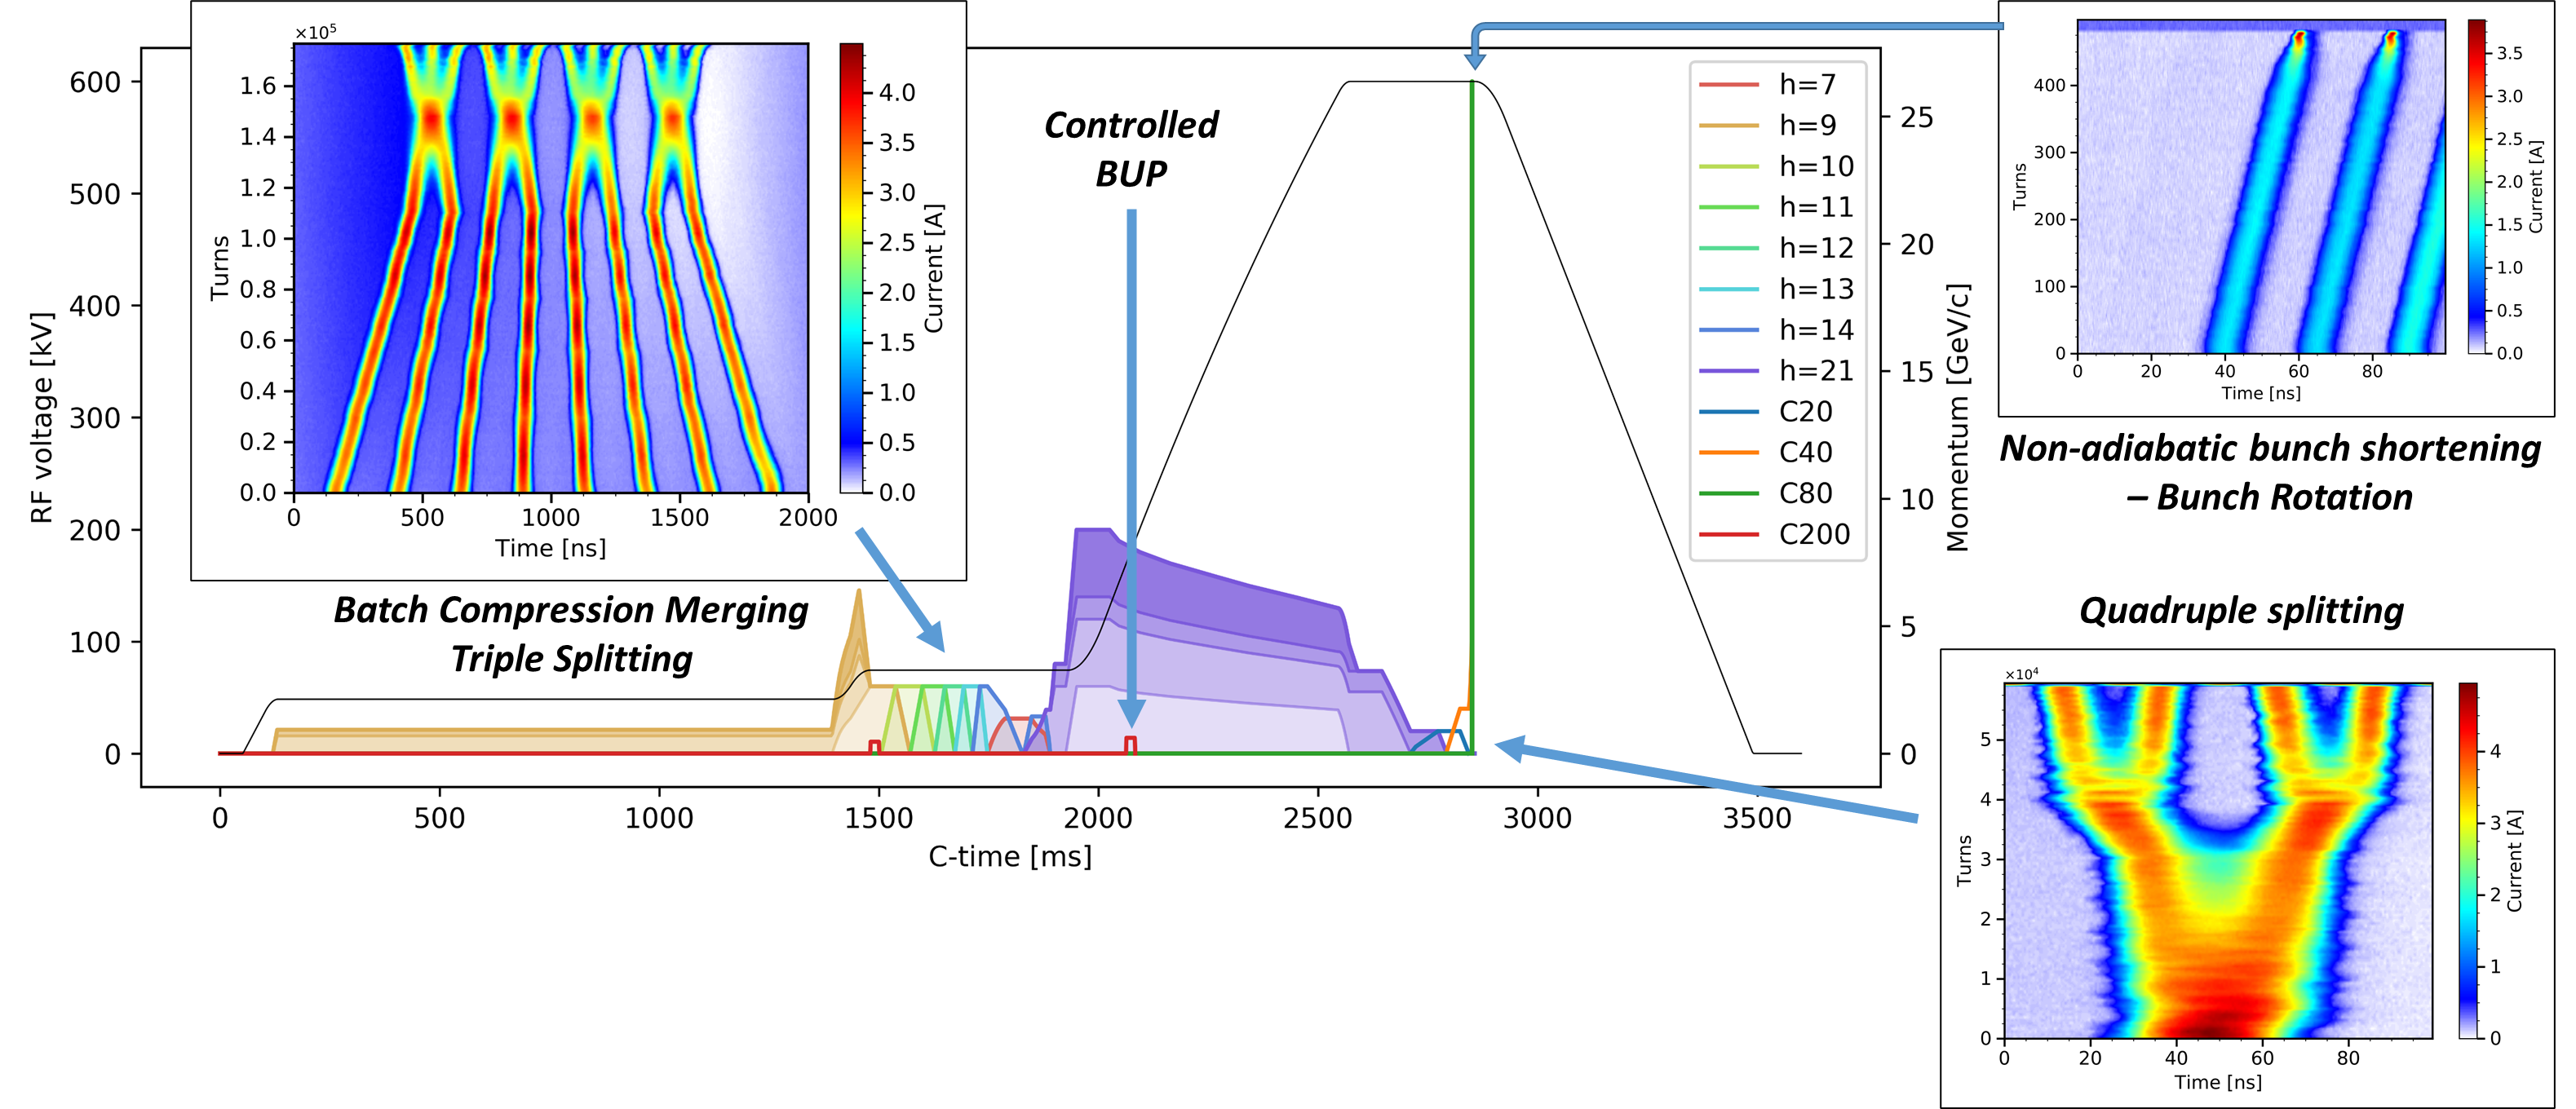 ×10⁵
1.6
1.4
1.2
1.0
0.8
0.6
0.4
0.2
0.0
Turns
0
500
1000
1500
2000
Time [ns]
4.0
3.5
3.0
2.5
2.0
1.5
1.0
0.5
0.0
Current [A]
Batch Compression Merging
Triple Splitting
Controlled
BUP
600
500
400
300
200
100
0
RF voltage [kV]
0
500
1000
1500
2000
2500
3000
3500
C-time [ms]
25
20
15
10
5
0
Momentum [GeV/c]
h=7
h=9
h=10
h=11
h=12
h=13
h=14
h=21
C20
C40
C80
C200
400
300
200
100
0
Turns
0
20
40
60
80
Time [ns]
3.5
3.0
2.5
2.0
1.5
1.0
0.5
0.0
Current [A]
Non-adiabatic bunch shortening
– Bunch Rotation
Quadruple splitting
×10⁴
5
4
3
2
1
0
Turns
0
20
40
60
80
Time [ns]
4
3
2
1
0
Current [A]